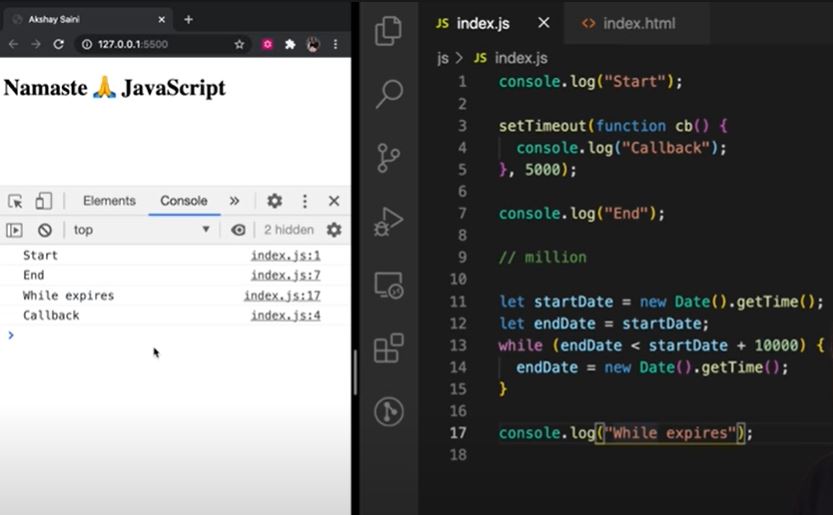 Akshay Saini
127.0.0.1:5500
Namaste 🙏 JavaScript
Elements Console »
top 2 hidden
Start index.js:1
End index.js:7
While expires index.js:17
Callback index.js:4
>
JS index.js <> index.html
js > JS index.js
1 console.log("Start");
2
3 setTimeout(function cb() {
4 console.log("Callback");
5 }, 5000);
6
7 console.log("End");
8
9 // million
10
11 let startDate = new Date().getTime();
12 let endDate = startDate;
13 while (endDate < startDate + 10000) {
14 endDate = new Date().getTime();
15 }
16
17 console.log("While expires");
18